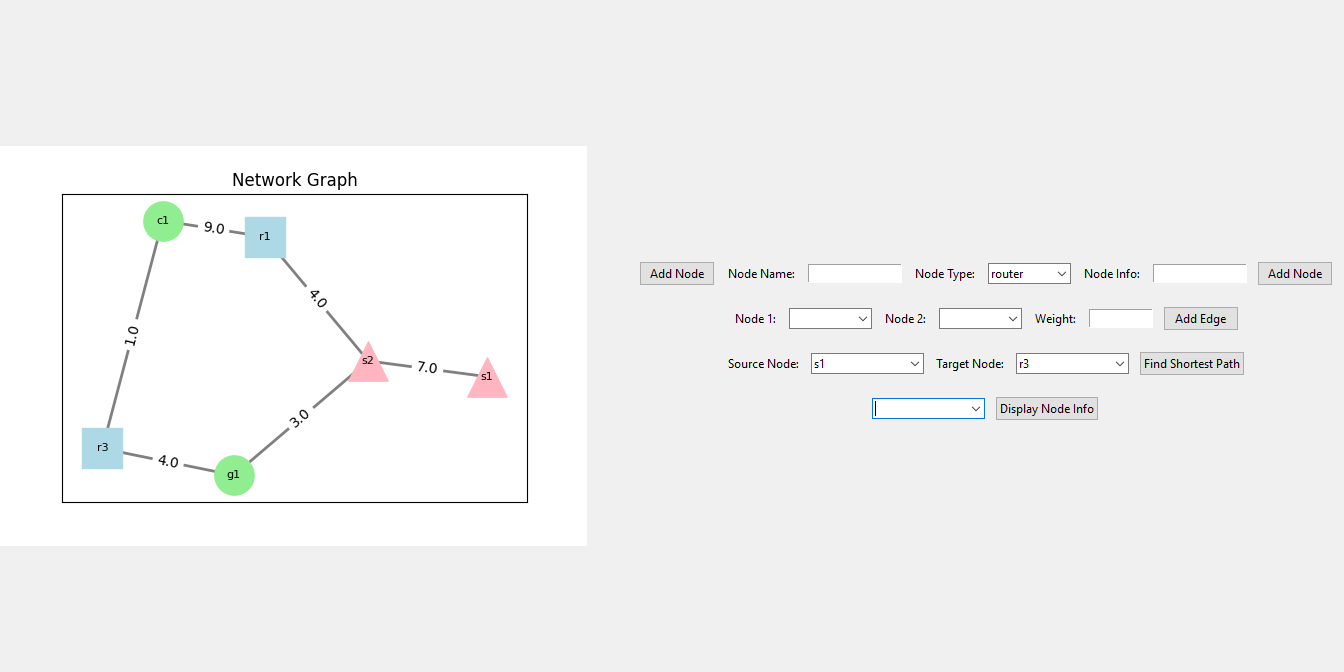 Network Graph
c1
9.0
r1
4.0
1.0
s2
7.0
s1
3.0
r3
4.0
g1
Add Node Node Name: Node Type: router Node Info: Add Node
Node 1: Node 2: Weight: Add Edge
Source Node: s1 Target Node: r3 Find Shortest Path
Display Node Info